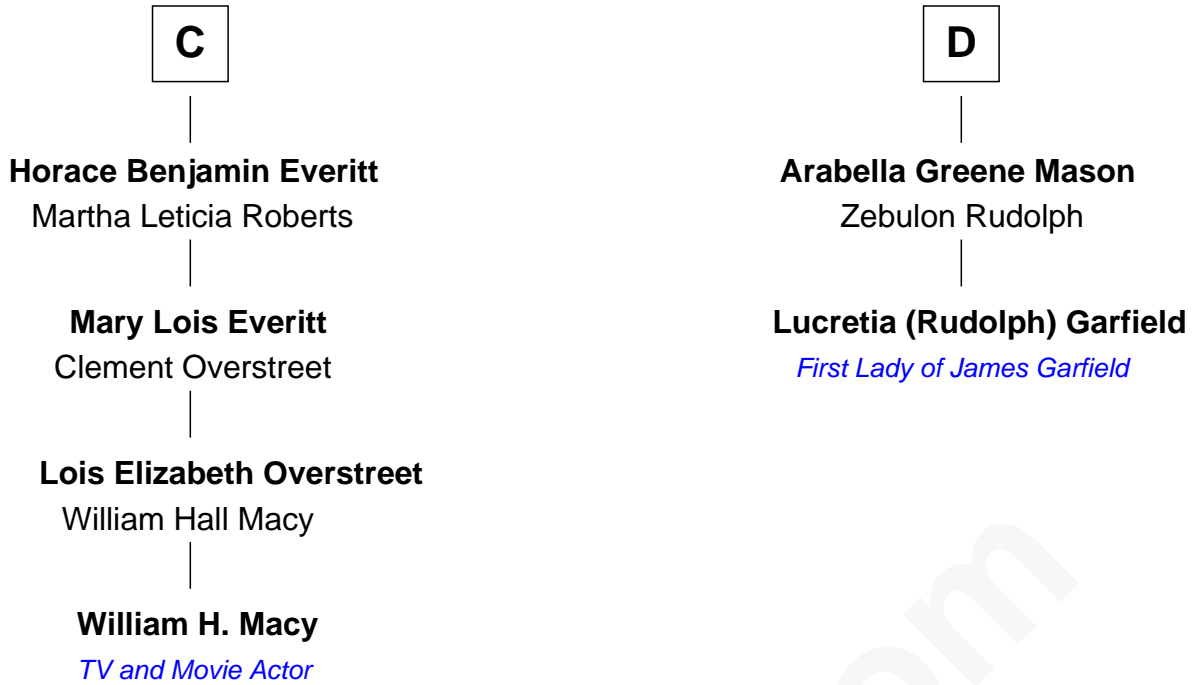 C
Horace Benjamin Everitt
Martha Leticia Roberts
Mary Lois Everitt
Clement Overstreet
Lois Elizabeth Overstreet
William Hall Macy
William H. Macy
TV and Movie Actor
D
Arabella Greene Mason
Zebulon Rudolph
Lucretia (Rudolph) Garfield
First Lady of James Garfield
om